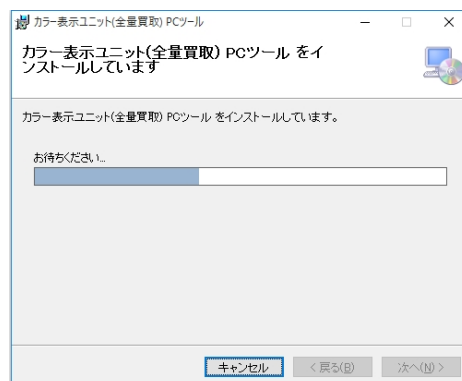 カラー表示ユニット(全量買取) PCツール
カラー表示ユニット(全量買取) PCツール をイ
ンストールしています
カラー表示ユニット(全量買取) PCツール をインストールしています。
お待ちください...
キャンセル
< 戻る(B)
次へ(N) >